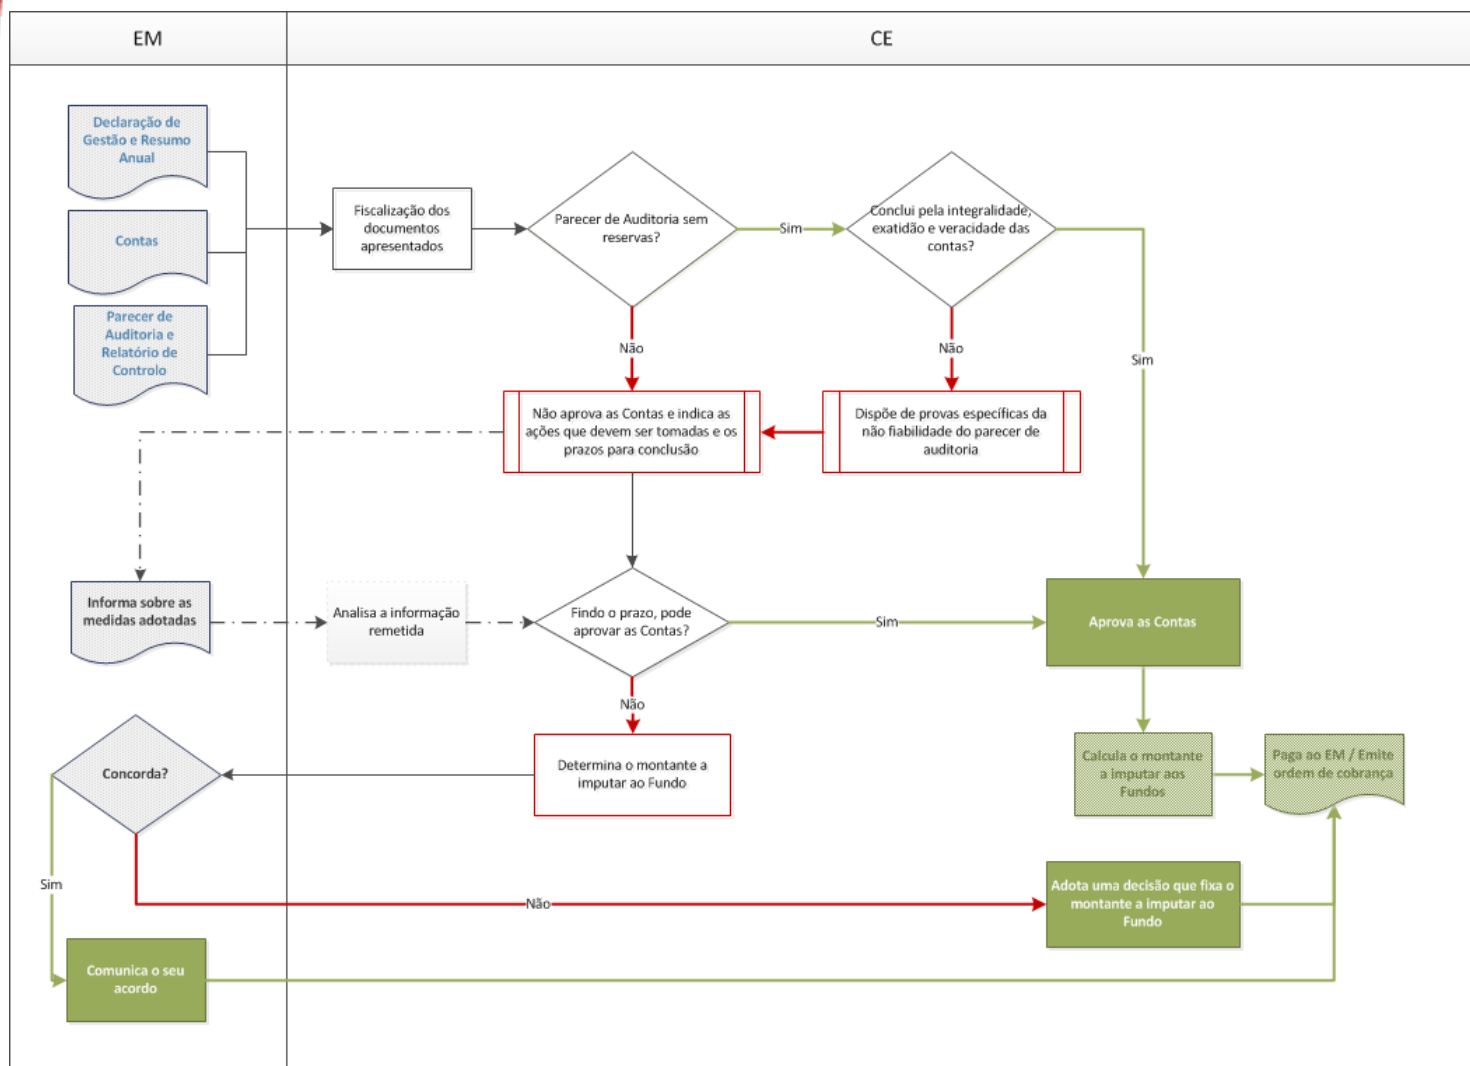 EM
CE
Declaração de
Gestão e Resumo
Anual
Contas
Parecer de
Auditoria e
Relatório de
Controlo
Fiscalização dos
documentos
apresentados
Parecer de Auditoria sem
reservas?
Sim
Conclui pela integralidade,
exatidão e veracidade das
contas?
Não
Não
Sim
Não aprova as Contas e indica as
ações que devem ser tomadas e os
prazos para conclusão
Dispõe de provas específicas da
não fiabilidade do parecer de
auditoria
Informa sobre as
medidas adotadas
Analisa a informação
remetida
Findo o prazo, pode
aprovar as Contas?
Sim
Aprova as Contas
Não
Concorda?
Determina o montante a
imputar ao Fundo
Calcula o montante
a imputar aos
Fundos
Paga ao EM / Emite
ordem de cobrança
Sim
Não
Adota uma decisão que fixa o
montante a imputar ao
Fundo
Comunica o seu
acordo